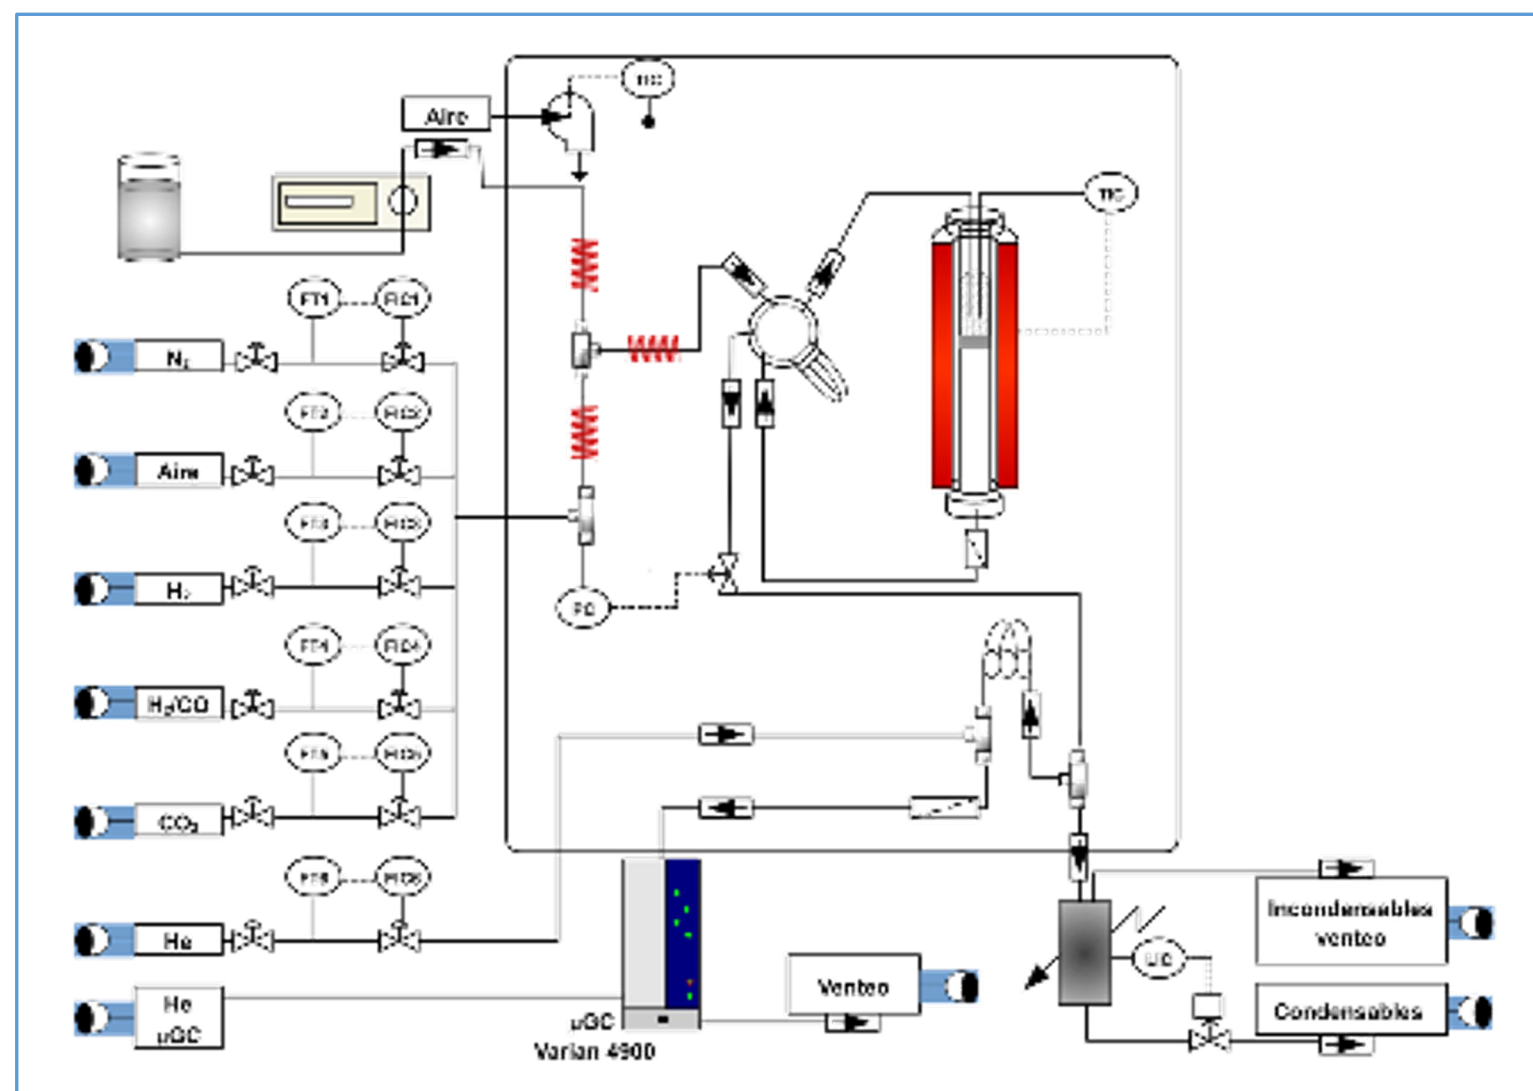 TIC
Aire
TIC
FT1
FIC1
N₂
FT2
FIC2
Aire
FT3
FIC3
H₂
PC
FT4
FIC4
H₂/CO
FT5
FIC5
CO₂
FT6
FIC6
He
Incondensables
venteo
LIC
Venteo
He
µGC
Condensables
µGC
Varian 4900